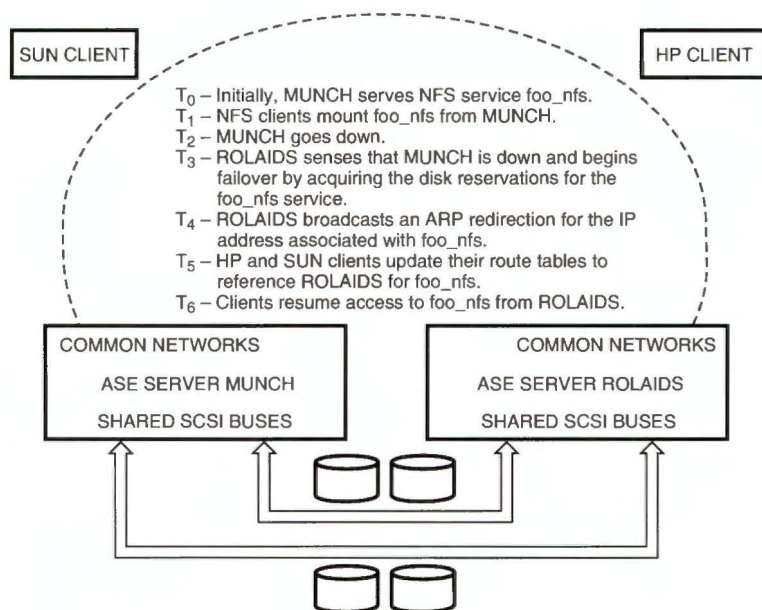 SUN CLIENT
HP CLIENT
T0 – Initially, MUNCH serves NFS service foo_nfs.
T1 – NFS clients mount foo_nfs from MUNCH.
T2 – MUNCH goes down.
T3 – ROLAIDS senses that MUNCH is down and begins
failover by acquiring the disk reservations for the
foo_nfs service.
T4 – ROLAIDS broadcasts an ARP redirection for the IP
address associated with foo_nfs.
T5 – HP and SUN clients update their route tables to
reference ROLAIDS for foo_nfs.
T6 – Clients resume access to foo_nfs from ROLAIDS.
COMMON NETWORKS
ASE SERVER MUNCH
SHARED SCSI BUSES
COMMON NETWORKS
ASE SERVER ROLAIDS
SHARED SCSI BUSES